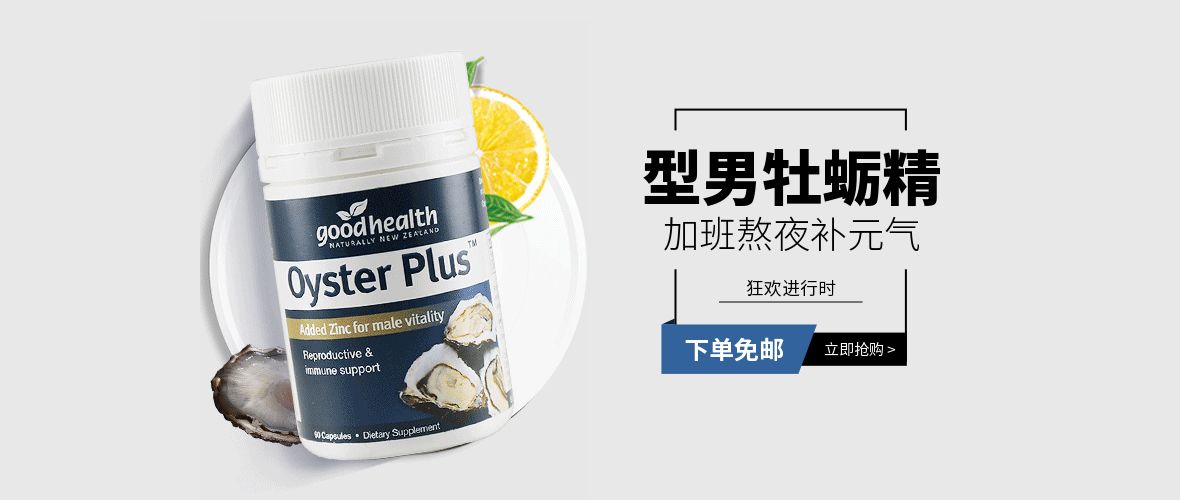 goodhealth
NATURALLY NEW ZEALAND
Oyster Plus™
Added Zinc for male vitality
Reproductive &
immune support
60 Capsules • Dietary Supplement
型男牡蛎精
加班熬夜补元气
狂欢进行时
下单免邮
立即抢购 >